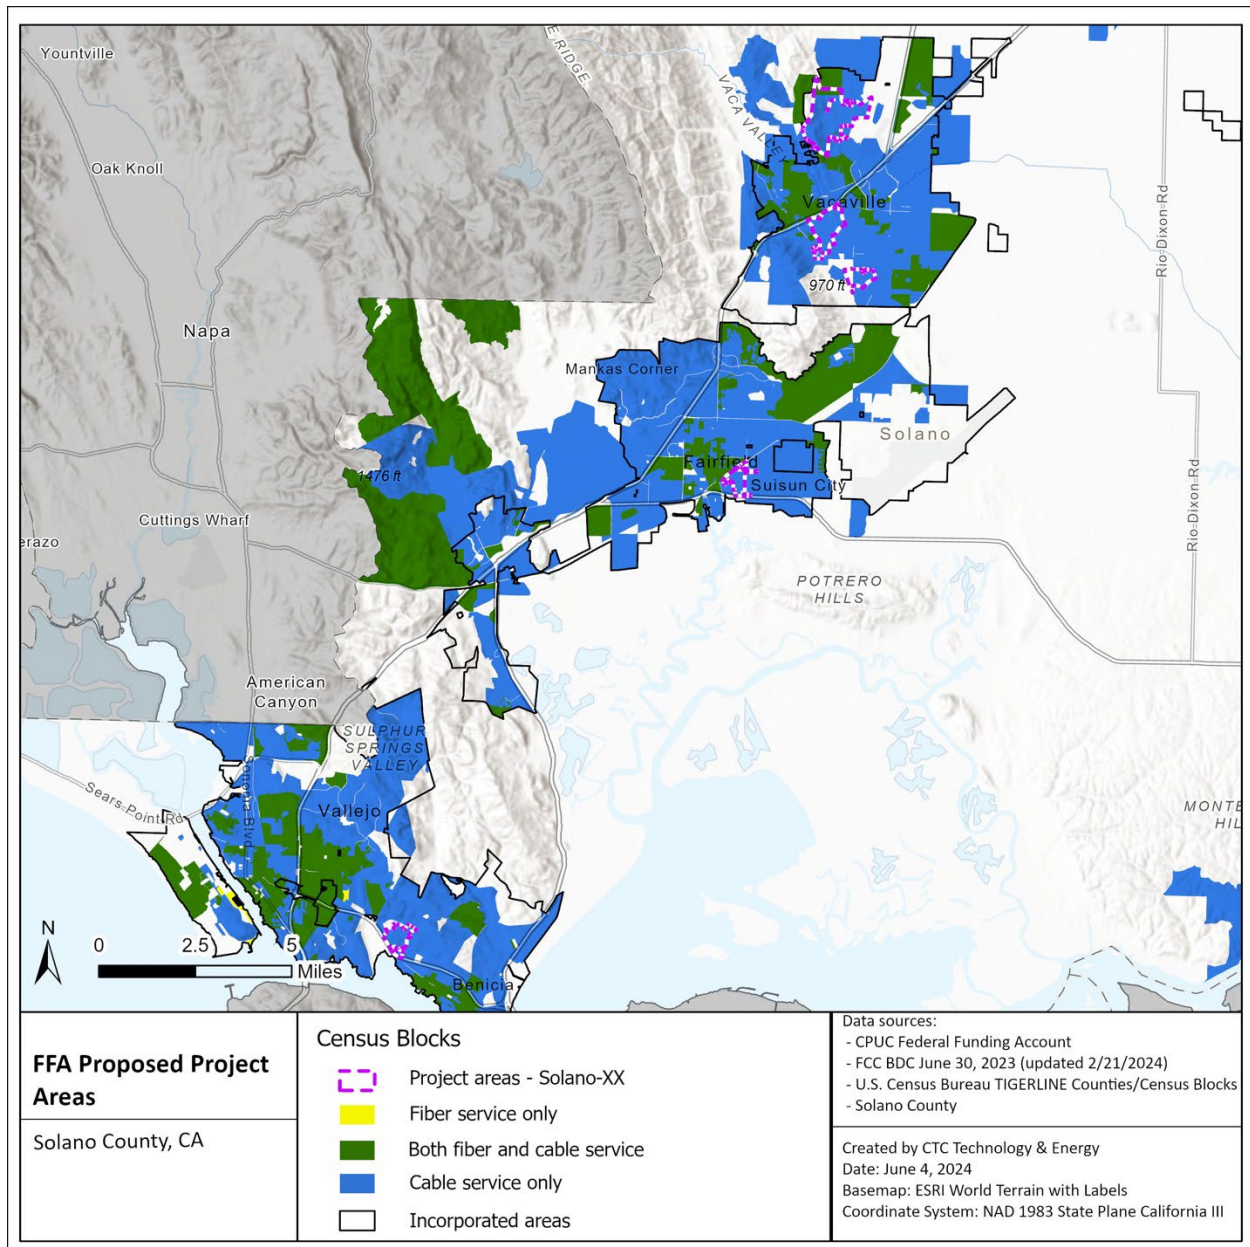 Yountville
E RIDGE
VACA VALLEY
Oak Knoll
Vacaville
Rio-Dixon-Rd
970 ft
Napa
Mankas Corner
Solano
1476 ft
Fairfield
Suisun City
Cuttings Wharf
Rio-Dixon-Rd
erazo
POTRERO
HILLS
American
Canyon
SULPHUR
SPRINGS
VALLEY
Sears-Point-Rd
Sonoma-Blvd
Vallejo
MONTE
HIL
N
0 2.5 5
Miles
Benicia
FFA Proposed Project
Areas
Solano County, CA
Census Blocks
Project areas - Solano-XX
Fiber service only
Both fiber and cable service
Cable service only
Incorporated areas
Data sources:
- CPUC Federal Funding Account
- FCC BDC June 30, 2023 (updated 2/21/2024)
- U.S. Census Bureau TIGERLINE Counties/Census Blocks
- Solano County
Created by CTC Technology & Energy
Date: June 4, 2024
Basemap: ESRI World Terrain with Labels
Coordinate System: NAD 1983 State Plane California III